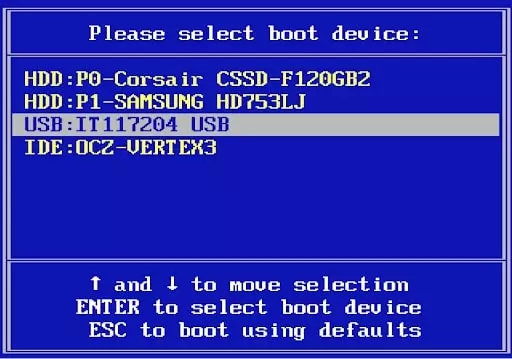 Please select boot device:
HDD:P0-Corsair CSSD-F120GB2
HDD:P1-SAMSUNG HD753LJ
USB:IT117204 USB
IDE:OCZ-VERTEX3
↑ and ↓ to move selection
ENTER to select boot device
ESC to boot using defaults